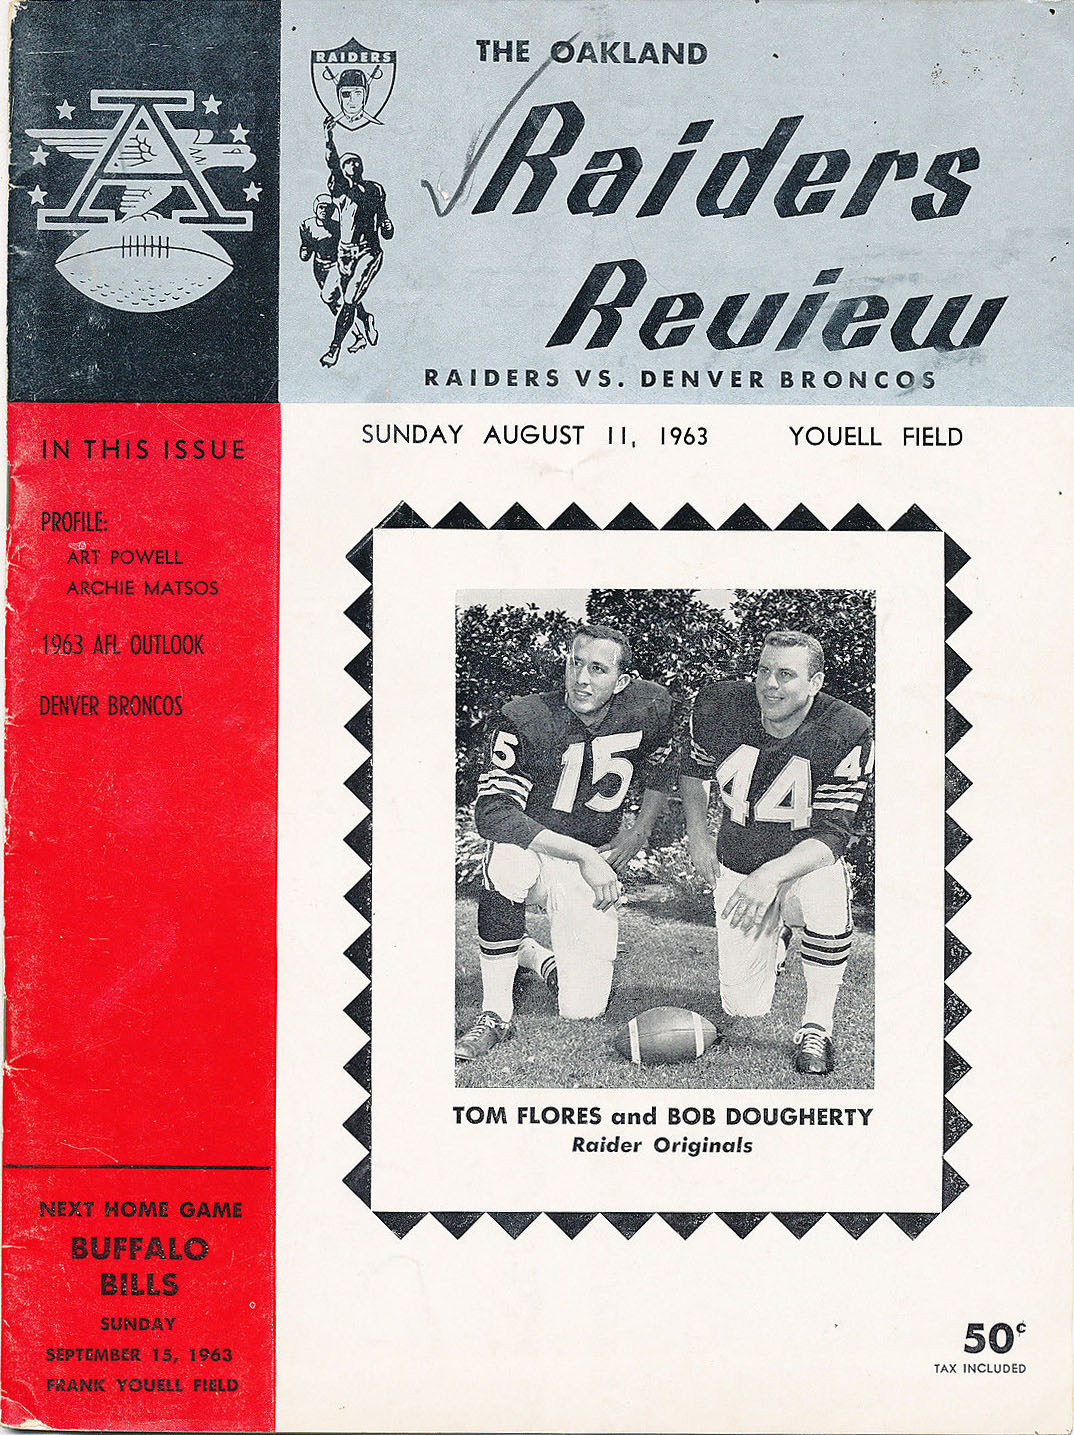 RAIDERS
THE OAKLAND
Raiders
Review
RAIDERS VS. DENVER BRONCOS
A
IN THIS ISSUE
PROFILE:
ART POWELL
ARCHIE MATSOS
1963 AFL OUTLOOK
DENVER BRONCOS
NEXT HOME GAME
BUFFALO
BILLS
SUNDAY
SEPTEMBER 15, 1963
FRANK YOUELL FIELD
SUNDAY AUGUST 11, 1963 YOUELL FIELD
5 15 44 4
TOM FLORES and BOB DOUGHERTY
Raider Originals
50¢
TAX INCLUDED